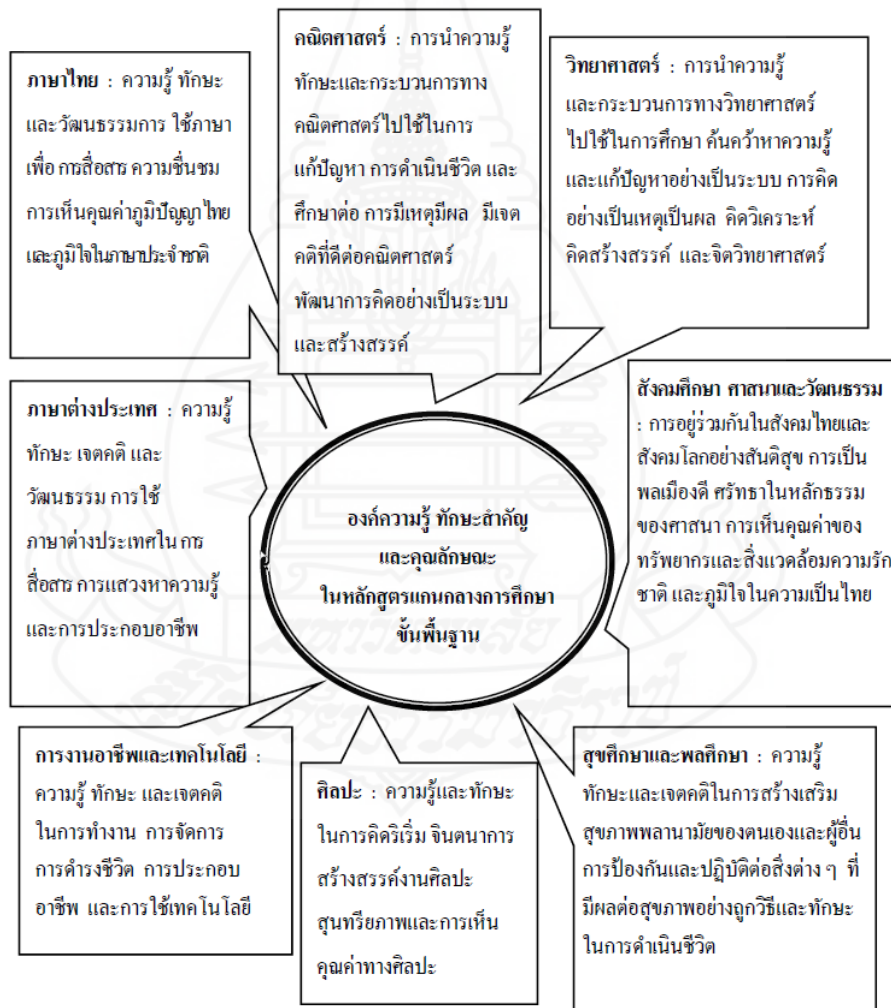 ภาษาไทย : ความรู้ ทักษะ
และวัฒนธรรมการ ใช้ภาษา
เพื่อ การสื่อสาร ความชื่นชม
การเห็นคุณค่าภูมิปัญญาไทย
และภูมิใจในภาษาประจำชาติ
คณิตศาสตร์ : การนำความรู้
ทักษะและกระบวนการทาง
คณิตศาสตร์ไปใช้ในการ
แก้ปัญหา การดำเนินชีวิต และ
ศึกษาต่อ การมีเหตุมีผล มีเจต
คติที่ดีต่อคณิตศาสตร์
พัฒนาการคิดอย่างเป็นระบบ
และสร้างสรรค์
วิทยาศาสตร์ : การนำความรู้
และกระบวนการทางวิทยาศาสตร์
ไปใช้ในการศึกษา ค้นคว้าหาความรู้
และแก้ปัญหาอย่างเป็นระบบ การคิด
อย่างเป็นเหตุเป็นผล คิดวิเคราะห์
คิดสร้างสรรค์ และจิตวิทยาศาสตร์
ภาษาต่างประเทศ : ความรู้
ทักษะ เจตคติ และ
วัฒนธรรม การใช้
ภาษาต่างประเทศใน การ
สื่อสาร การแสวงหาความรู้
และการประกอบอาชีพ
องค์ความรู้ ทักษะสำคัญ
และคุณลักษณะ
ในหลักสูตรแกนกลางการศึกษา
ขั้นพื้นฐาน
สังคมศึกษา ศาสนาและวัฒนธรรม
: การอยู่ร่วมกันในสังคมไทยและ
สังคมโลกอย่างสันติสุข การเป็น
พลเมืองดี ศรัทธาในหลักธรรม
ของศาสนา การเห็นคุณค่าของ
ทรัพยากรและสิ่งแวดล้อมความรัก
ชาติ และภูมิใจในความเป็นไทย
การงานอาชีพและเทคโนโลยี :
ความรู้ ทักษะ และเจตคติ
ในการทำงาน การจัดการ
การดำรงชีวิต การประกอบ
อาชีพ และการใช้เทคโนโลยี
ศิลปะ : ความรู้และทักษะ
ในการคิดริเริ่ม จินตนาการ
สร้างสรรค์งานศิลปะ
สุนทรียภาพและการเห็น
คุณค่าทางศิลปะ
สุขศึกษาและพลศึกษา : ความรู้
ทักษะและเจตคติในการสร้างเสริม
สุขภาพพลานามัยของตนเองและผู้อื่น
การป้องกันและปฏิบัติต่อสิ่งต่าง ๆ ที่
มีผลต่อสุขภาพอย่างถูกวิธีและทักษะ
ในการดำเนินชีวิต